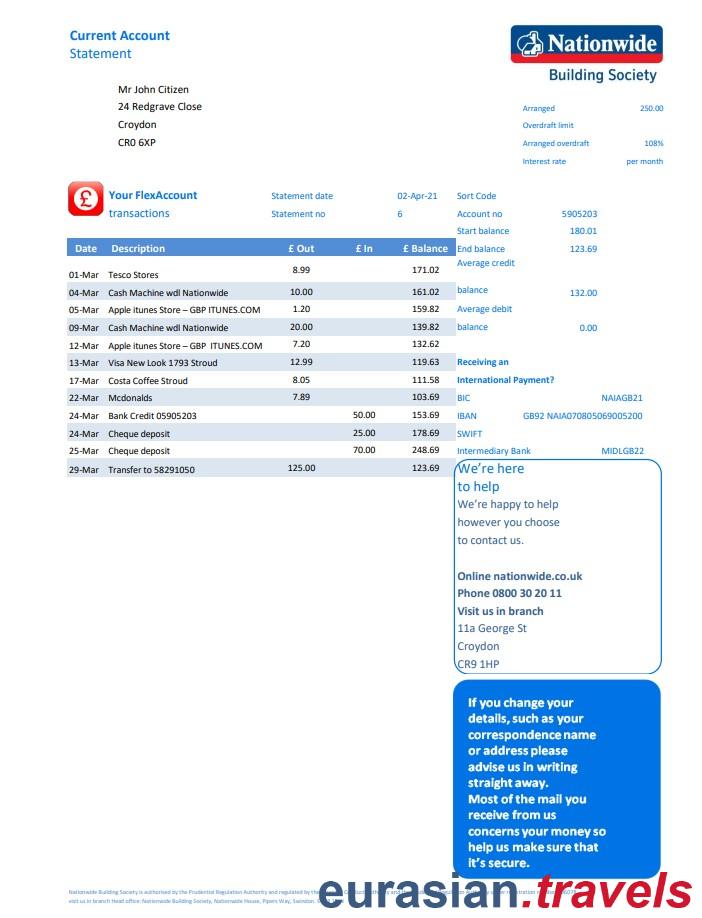 Current Account
Statement
Nationwide
Building Society
Mr John Citizen
24 Redgrave Close
Croydon
CR0 6XP
Arranged 250.00
Overdraft limit
Arranged overdraft 108%
Interest rate per month
£
Your FlexAccount
transactions
Statement date 02-Apr-21
Statement no 6
Date Description £ Out £ In £ Balance
01-Mar Tesco Stores 8.99 171.02
04-Mar Cash Machine wdl Nationwide 10.00 161.02
05-Mar Apple itunes Store – GBP ITUNES.COM 1.20 159.82
09-Mar Cash Machine wdl Nationwide 20.00 139.82
12-Mar Apple itunes Store – GBP ITUNES.COM 7.20 132.62
13-Mar Visa New Look 1793 Stroud 12.99 119.63
17-Mar Costa Coffee Stroud 8.05 111.58
22-Mar Mcdonalds 7.89 103.69
24-Mar Bank Credit 05905203 50.00 153.69
24-Mar Cheque deposit 25.00 178.69
25-Mar Cheque deposit 70.00 248.69
29-Mar Transfer to 58291050 125.00 123.69
Sort Code
Account no 5905203
Start balance 180.01
End balance 123.69
Average credit
balance 132.00
Average debit
balance 0.00
Receiving an
International Payment?
BIC NAIAGB21
IBAN GB92 NAIA070805069005200
SWIFT
Intermediary Bank MIDLGB22
We’re here
to help
We’re happy to help
however you choose
to contact us.
Online nationwide.co.uk
Phone 0800 30 20 11
Visit us in branch
11a George St
Croydon
CR9 1HP
If you change your
details, such as your
correspondence name
or address please
advise us in writing
straight away.
Most of the mail you
receive from us
concerns your money so
help us make sure that
it’s secure.
Nationwide Building Society is authorised by the Prudential Regulation Authority and regulated by the
visit us in branch Head office: Nationwide Building Society, Nationwide House, Pipers Way, Swindon.
eurasian.travels